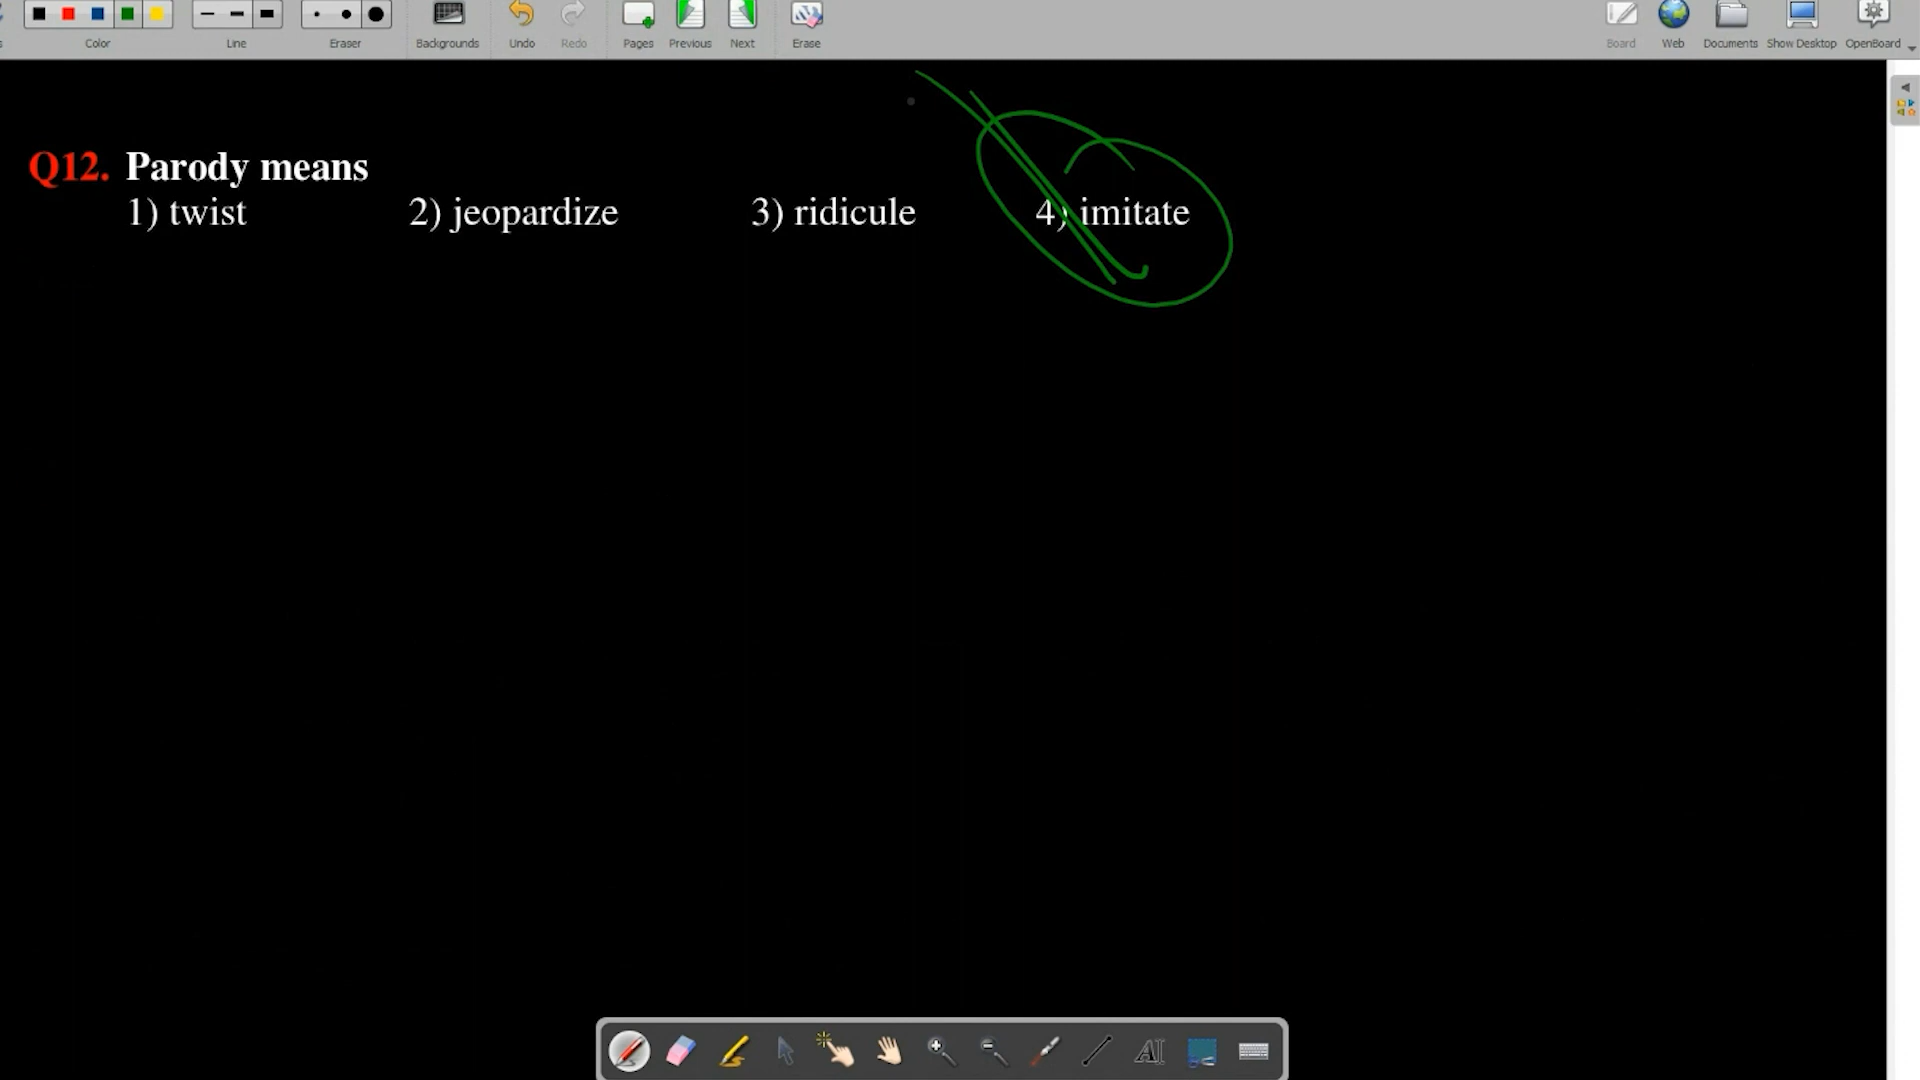 Color Line Eraser Backgrounds Undo Redo Pages Previous Next Erase Board Web Documents Show Desktop OpenBoard
Q12. Parody means
1) twist 2) jeopardize 3) ridicule 4) imitate